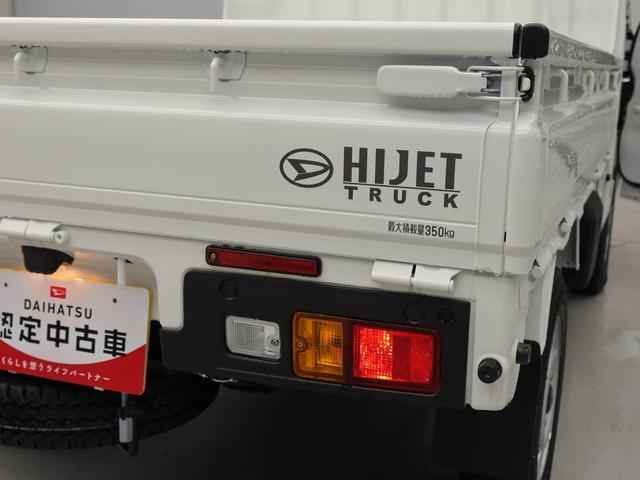 HIJET
TRUCK
最大積載量350kg
DAIHATSU
認定中古車
くらしを想うライフパートナー